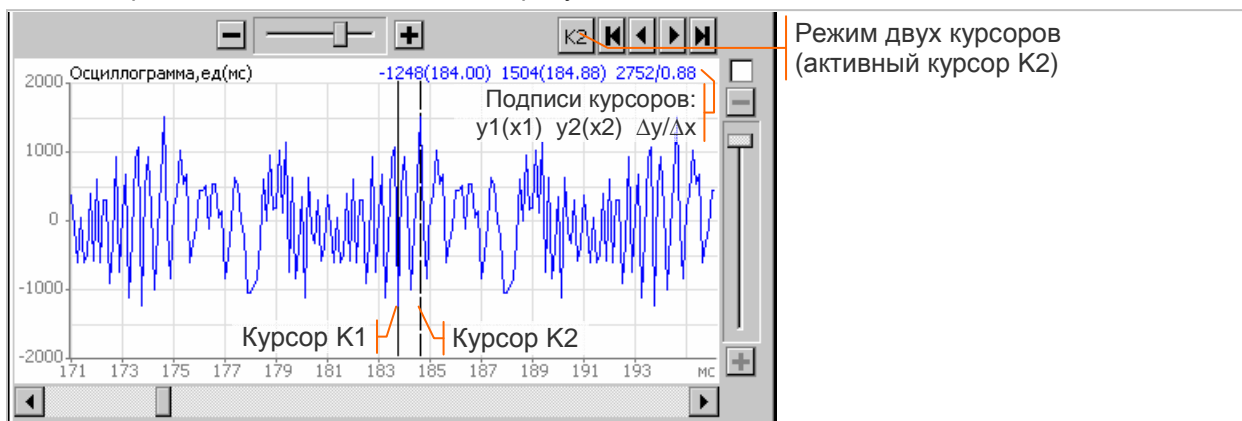 K2
Режим двух курсоров
(активный курсор K2)
Осциллограмма,ед(мс)
-1248(184.00) 1504(184.88) 2752/0.88
Подписи курсоров:
y1(x1) y2(x2) Δy/Δx
2000
1000
0
-1000
-2000
Курсор K1
Курсор K2
171 173 175 177 179 181 183 185 187 189 191 193 мс